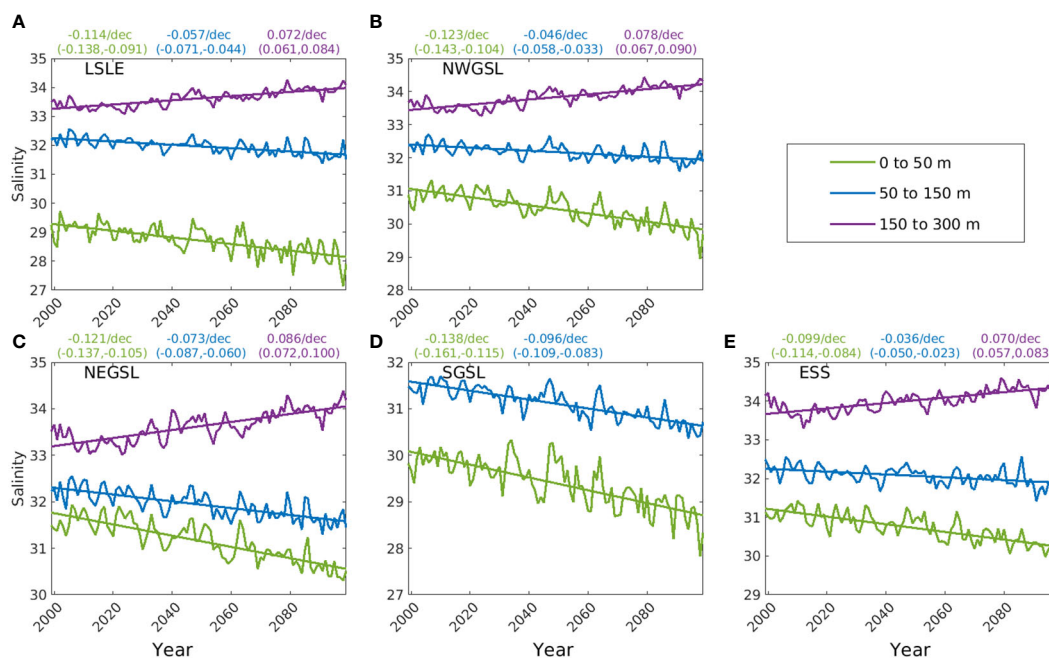 A
-0.114/dec -0.057/dec 0.072/dec
(-0.138,-0.091) (-0.071,-0.044) (0.061,0.084)
LSLE
35
34
33
32
31
30
29
28
27
Salinity
2000 2020 2040 2060 2080
B
-0.123/dec -0.046/dec 0.078/dec
(-0.143,-0.104) (-0.058,-0.033) (0.067,0.090)
NWGSL
35
34
33
32
31
30
29
28
2000 2020 2040 2060 2080
0 to 50 m
50 to 150 m
150 to 300 m
C
-0.121/dec -0.073/dec 0.086/dec
(-0.137,-0.105) (-0.087,-0.060) (0.072,0.100)
NEGSL
35
34
33
32
31
30
Salinity
2000 2020 2040 2060 2080
Year
D
-0.138/dec -0.096/dec
(-0.161,-0.115) (-0.109,-0.083)
SGSL
32
31
30
29
28
27
2000 2020 2040 2060 2080
Year
E
-0.099/dec -0.036/dec 0.070/dec
(-0.114,-0.084) (-0.050,-0.023) (0.057,0.083
ESS
35
34
33
32
31
30
29
2000 2020 2040 2060 2080
Year